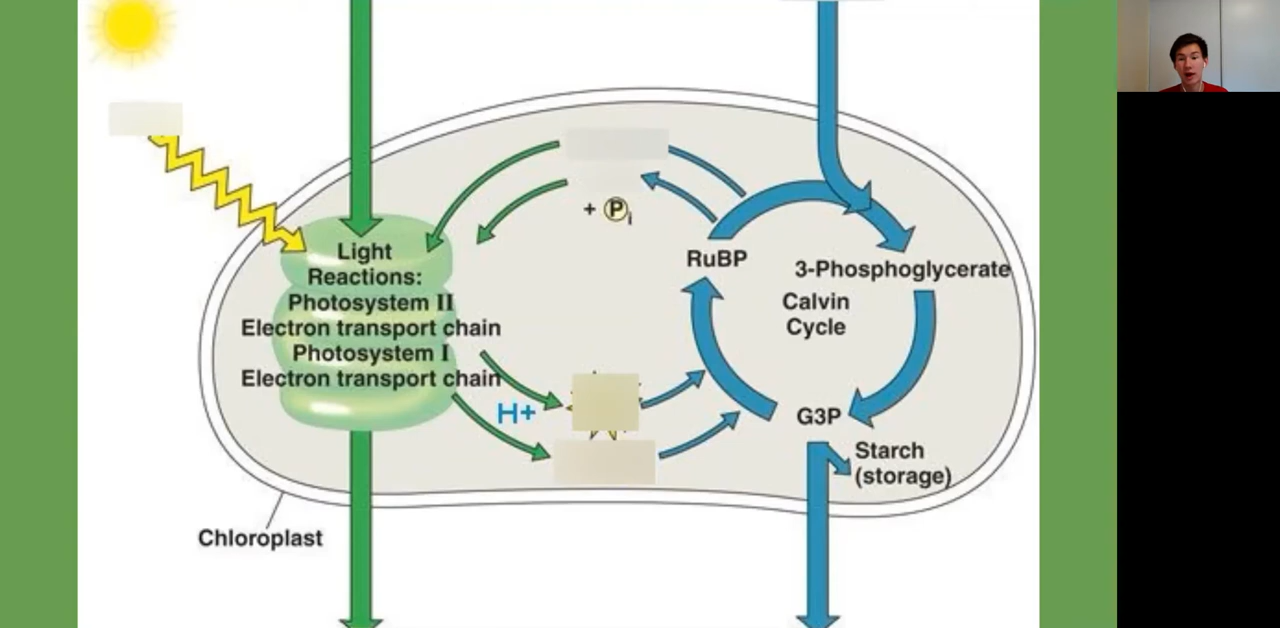 + Pi
Light
Reactions:
Photosystem II
Electron transport chain
Photosystem I
Electron transport chain
H+
RuBP
3-Phosphoglycerate
Calvin
Cycle
G3P
Starch
(storage)
Chloroplast